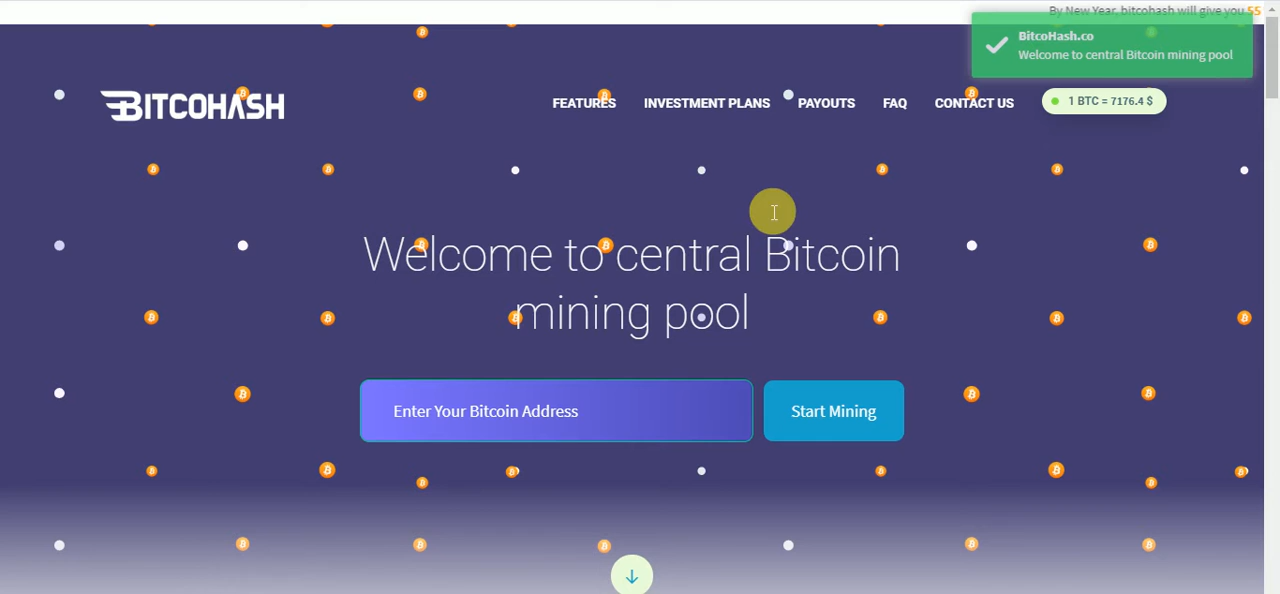 By New Year, bitcohash will give you 55
BitcoHash.co
Welcome to central Bitcoin mining pool
BITCOHASH
FEATURES INVESTMENT PLANS PAYOUTS FAQ CONTACT US 1 BTC = 7176.4 $
Welcome to central Bitcoin
mining pool
Enter Your Bitcoin Address Start Mining